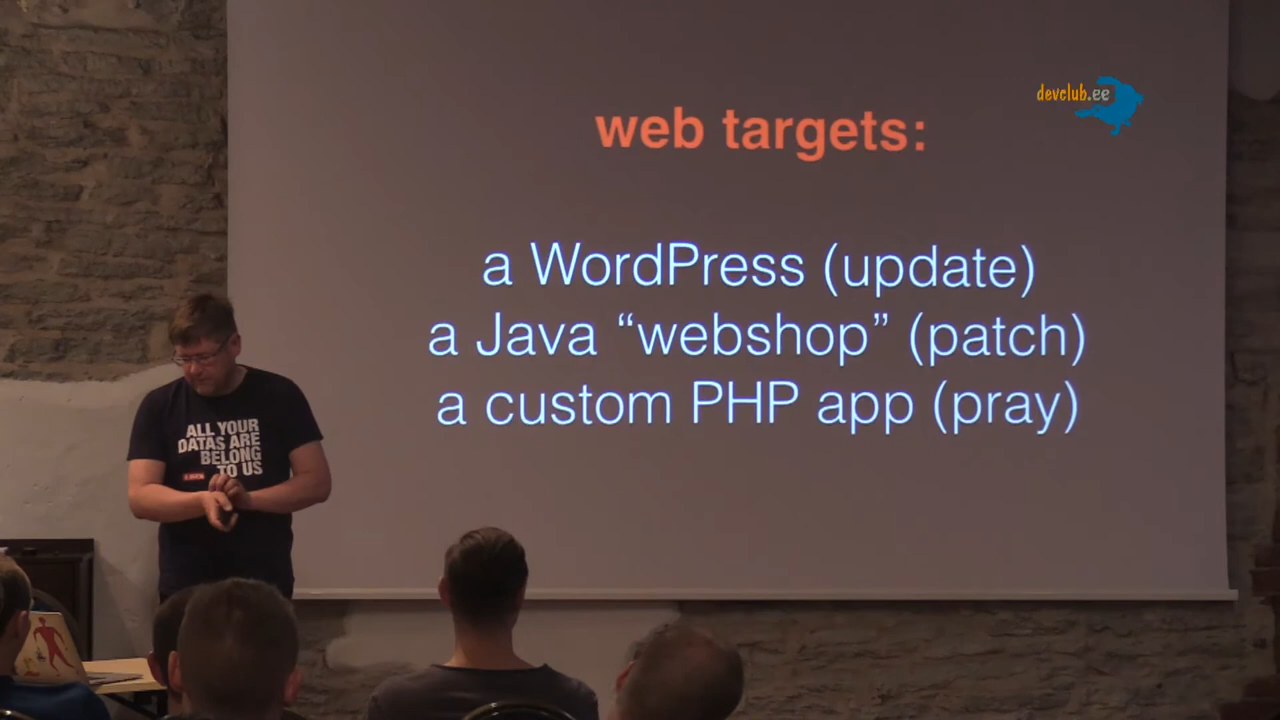 devclub.ee
web targets:
a WordPress (update)
a Java “webshop” (patch)
a custom PHP app (pray)
ALL YOUR
DATAS ARE
BELONG
TO US